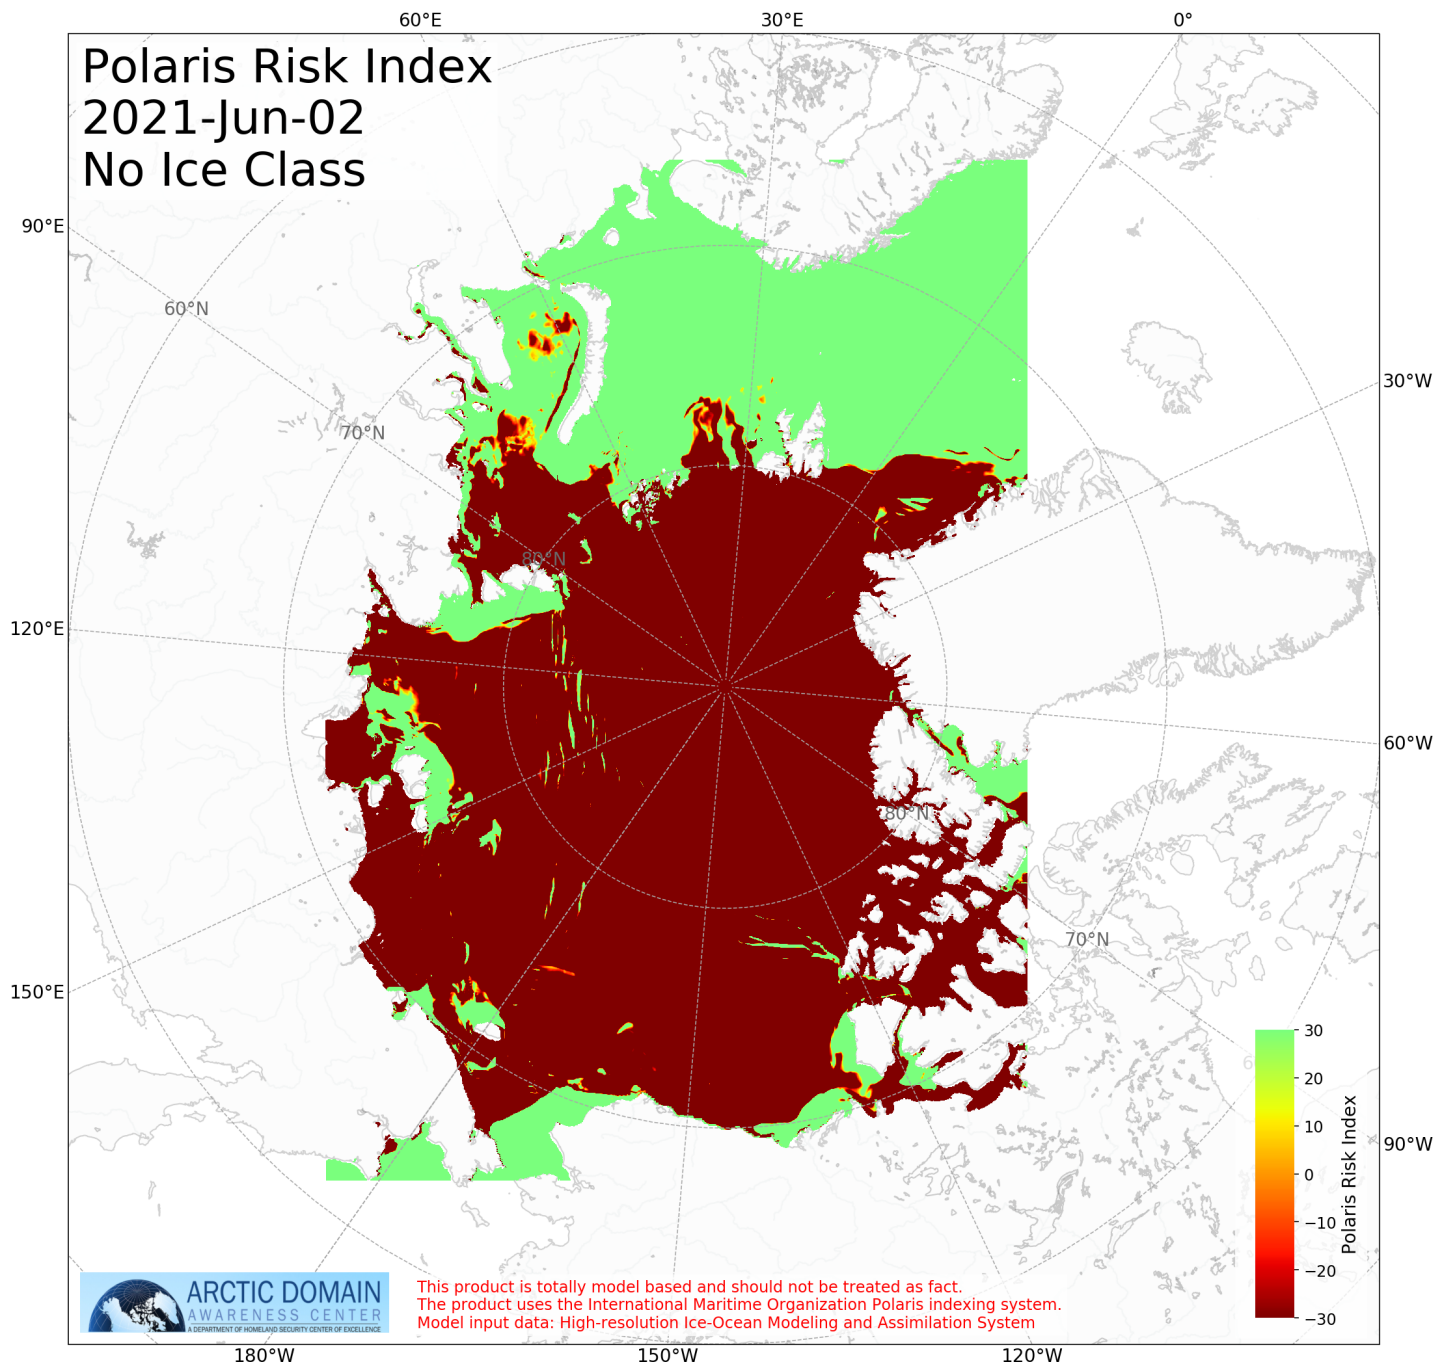 60°E 30°E 0°
Polaris Risk Index
2021-Jun-02
No Ice Class
90°E
60°N
30°W
70°N
80°N
120°E
60°W
80°N
70°N
150°E
30
20
10
0
−10
−20
−30
Polaris Risk Index
90°W
ARCTIC DOMAIN
AWARENESS CENTER
A DEPARTMENT OF HOMELAND SECURITY CENTER OF EXCELLENCE
This product is totally model based and should not be treated as fact.
The product uses the International Maritime Organization Polaris indexing system.
Model input data: High-resolution Ice-Ocean Modeling and Assimilation System
180°W 150°W 120°W